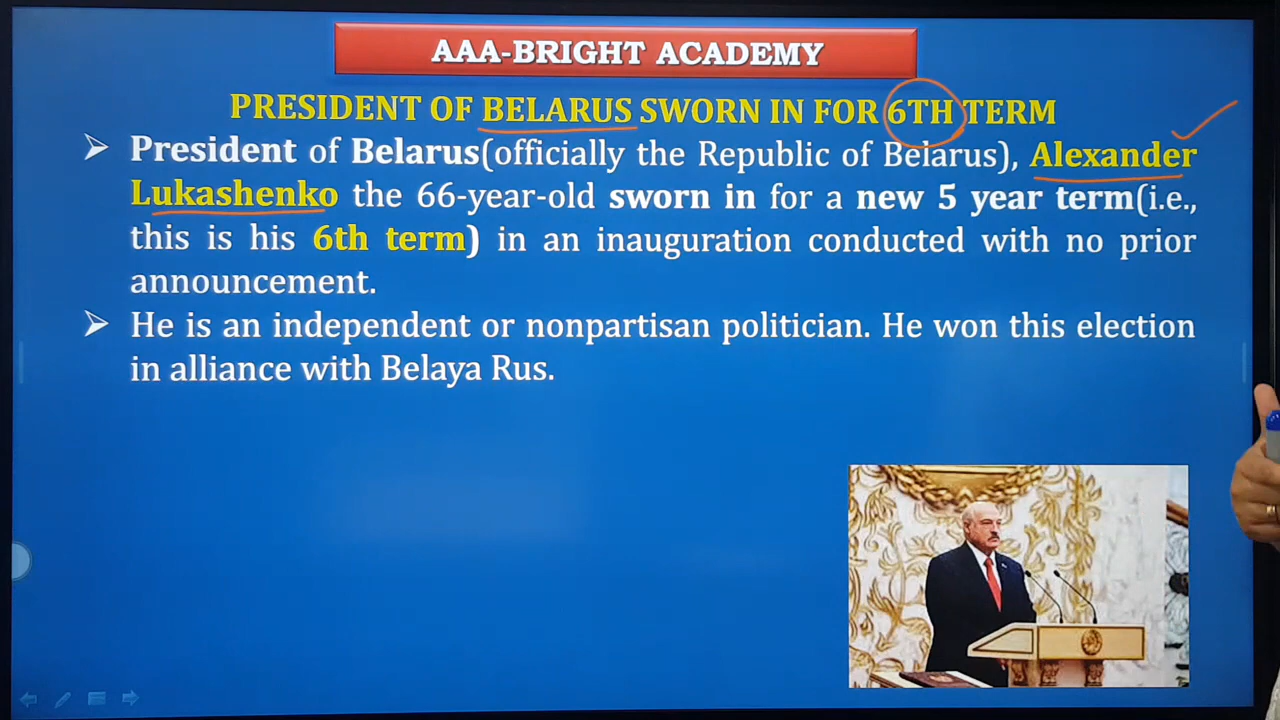 AAA-BRIGHT ACADEMY
PRESIDENT OF BELARUS SWORN IN FOR 6TH TERM
President of Belarus(officially the Republic of Belarus), Alexander
Lukashenko the 66-year-old sworn in for a new 5 year term(i.e.,
this is his 6th term) in an inauguration conducted with no prior
announcement.
He is an independent or nonpartisan politician. He won this election
in alliance with Belaya Rus.